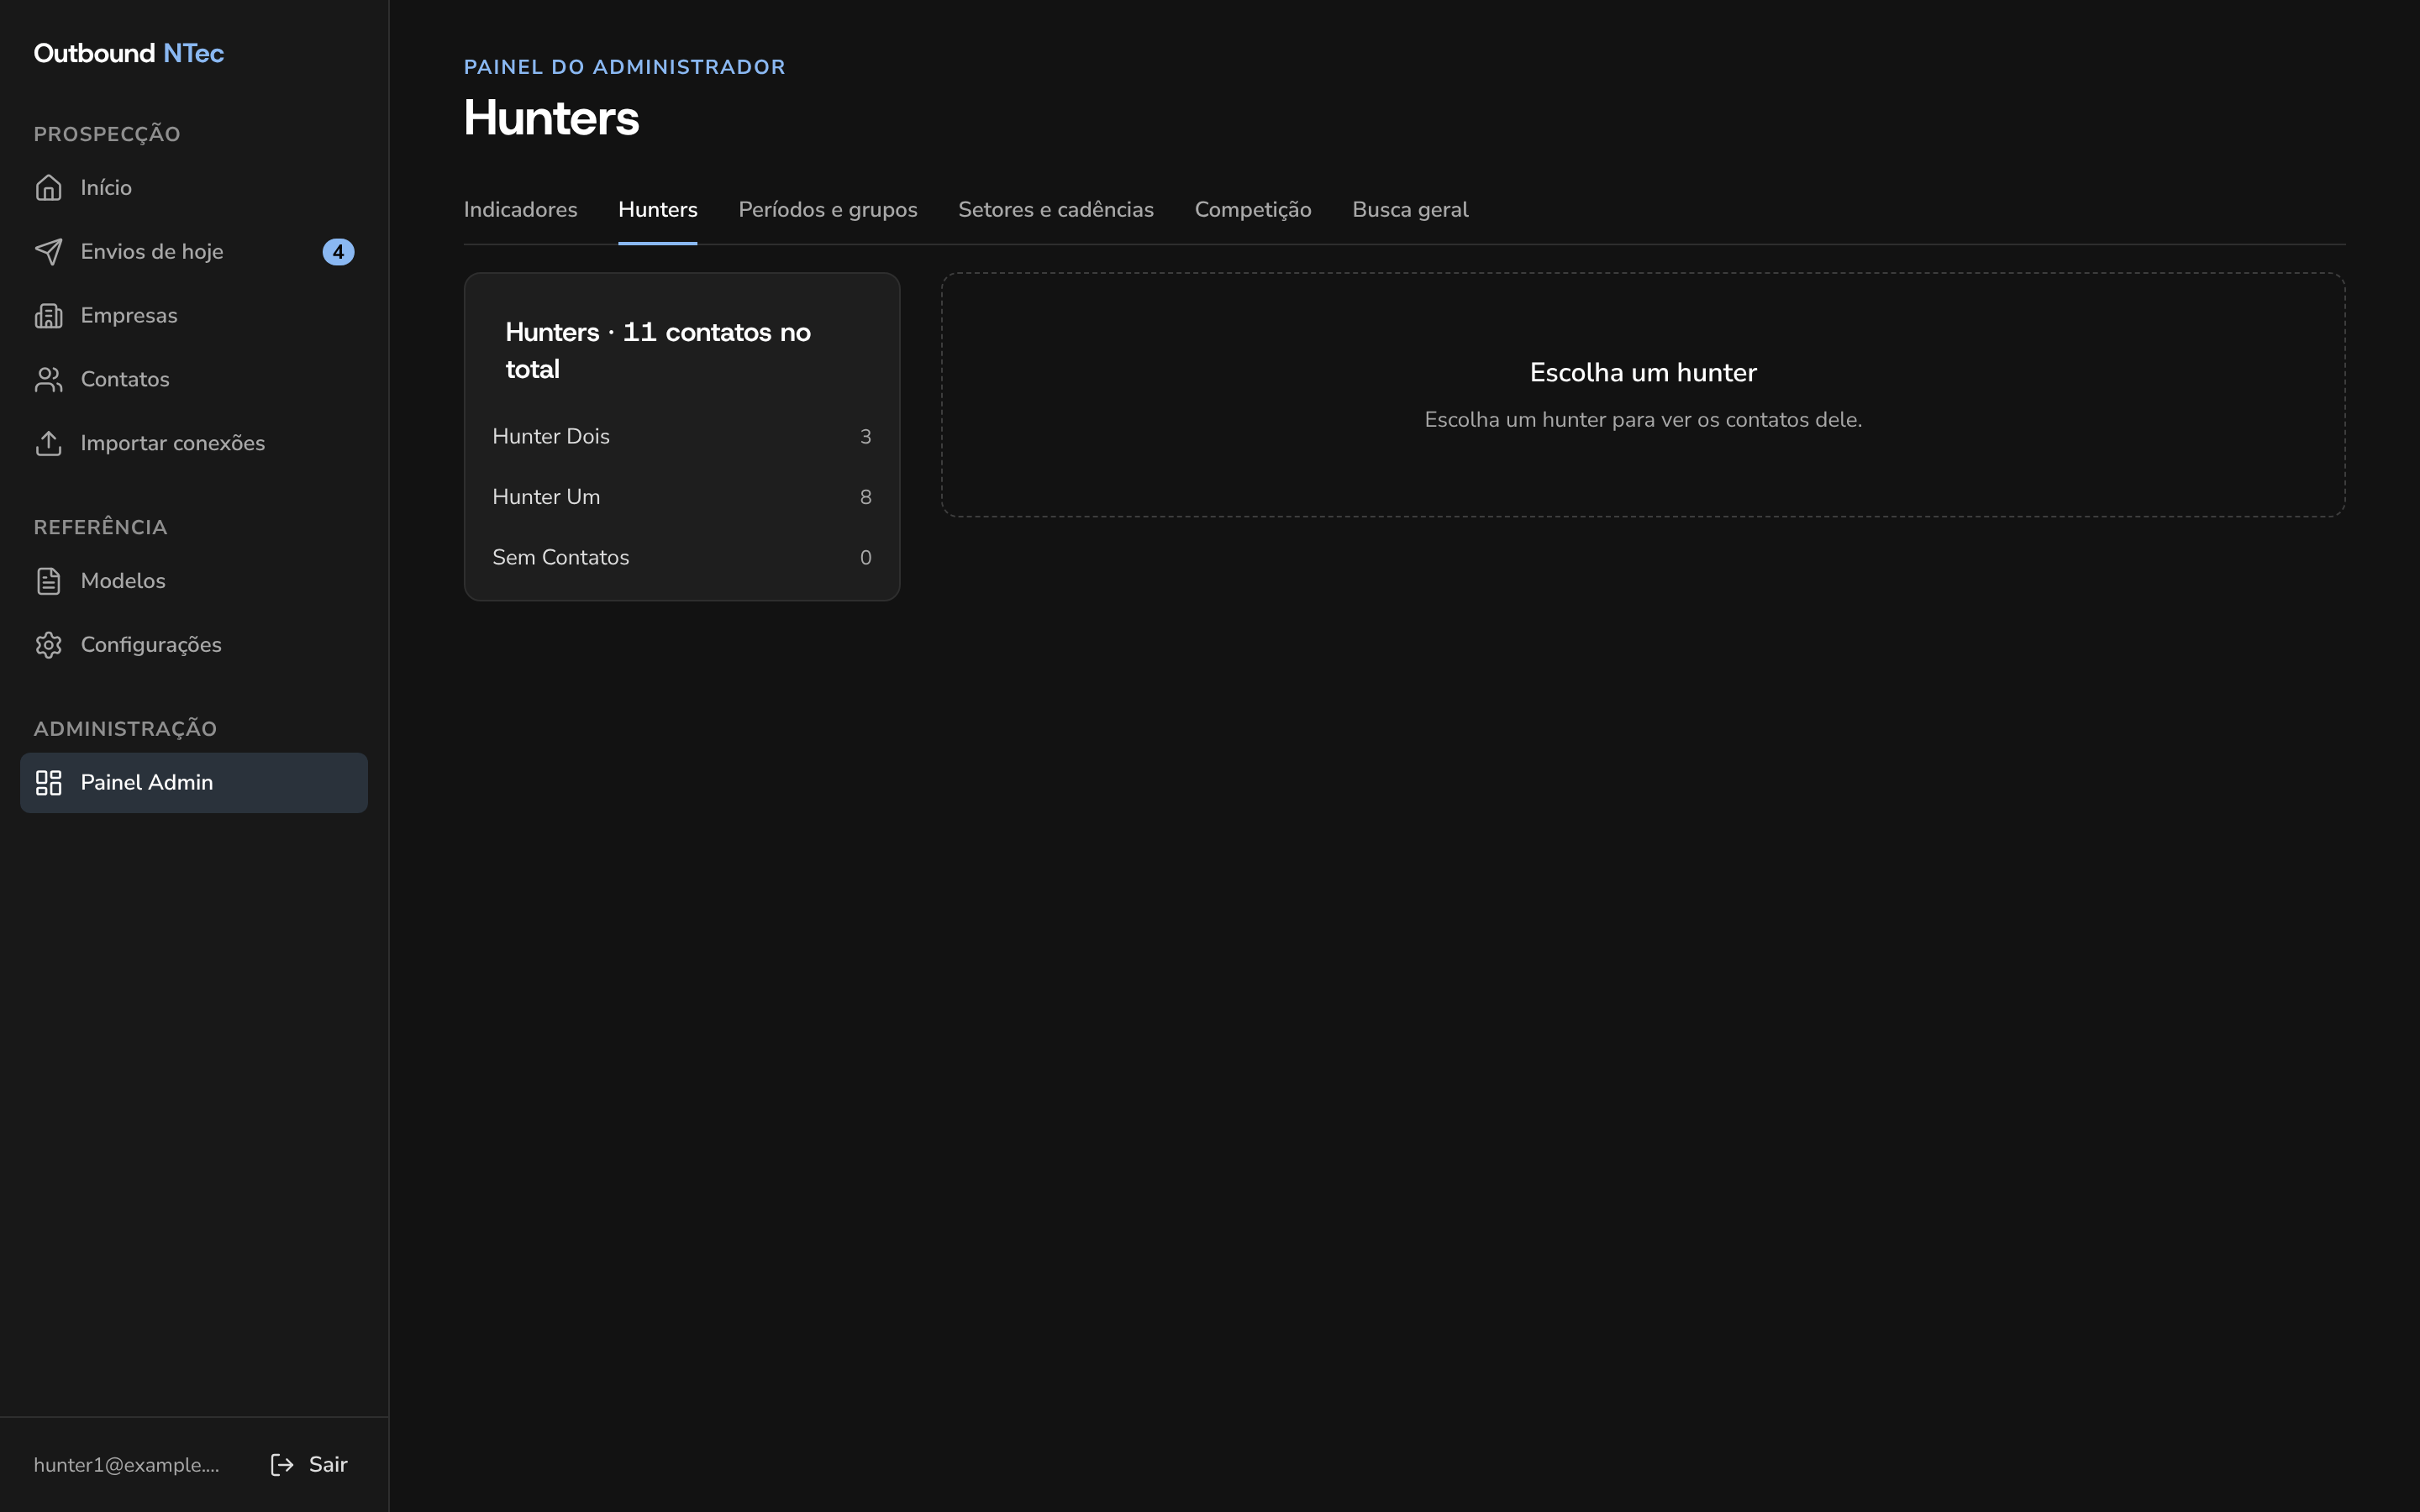 Outbound NTec
PROSPECÇÃO
Início
Envios de hoje 4
Empresas
Contatos
Importar conexões
REFERÊNCIA
Modelos
Configurações
ADMINISTRAÇÃO
Painel Admin
hunter1@example.... Sair
PAINEL DO ADMINISTRADOR
Hunters
Indicadores Hunters Períodos e grupos Setores e cadências Competição Busca geral
Hunters · 11 contatos no
total
Hunter Dois 3
Hunter Um 8
Sem Contatos 0
Escolha um hunter
Escolha um hunter para ver os contatos dele.